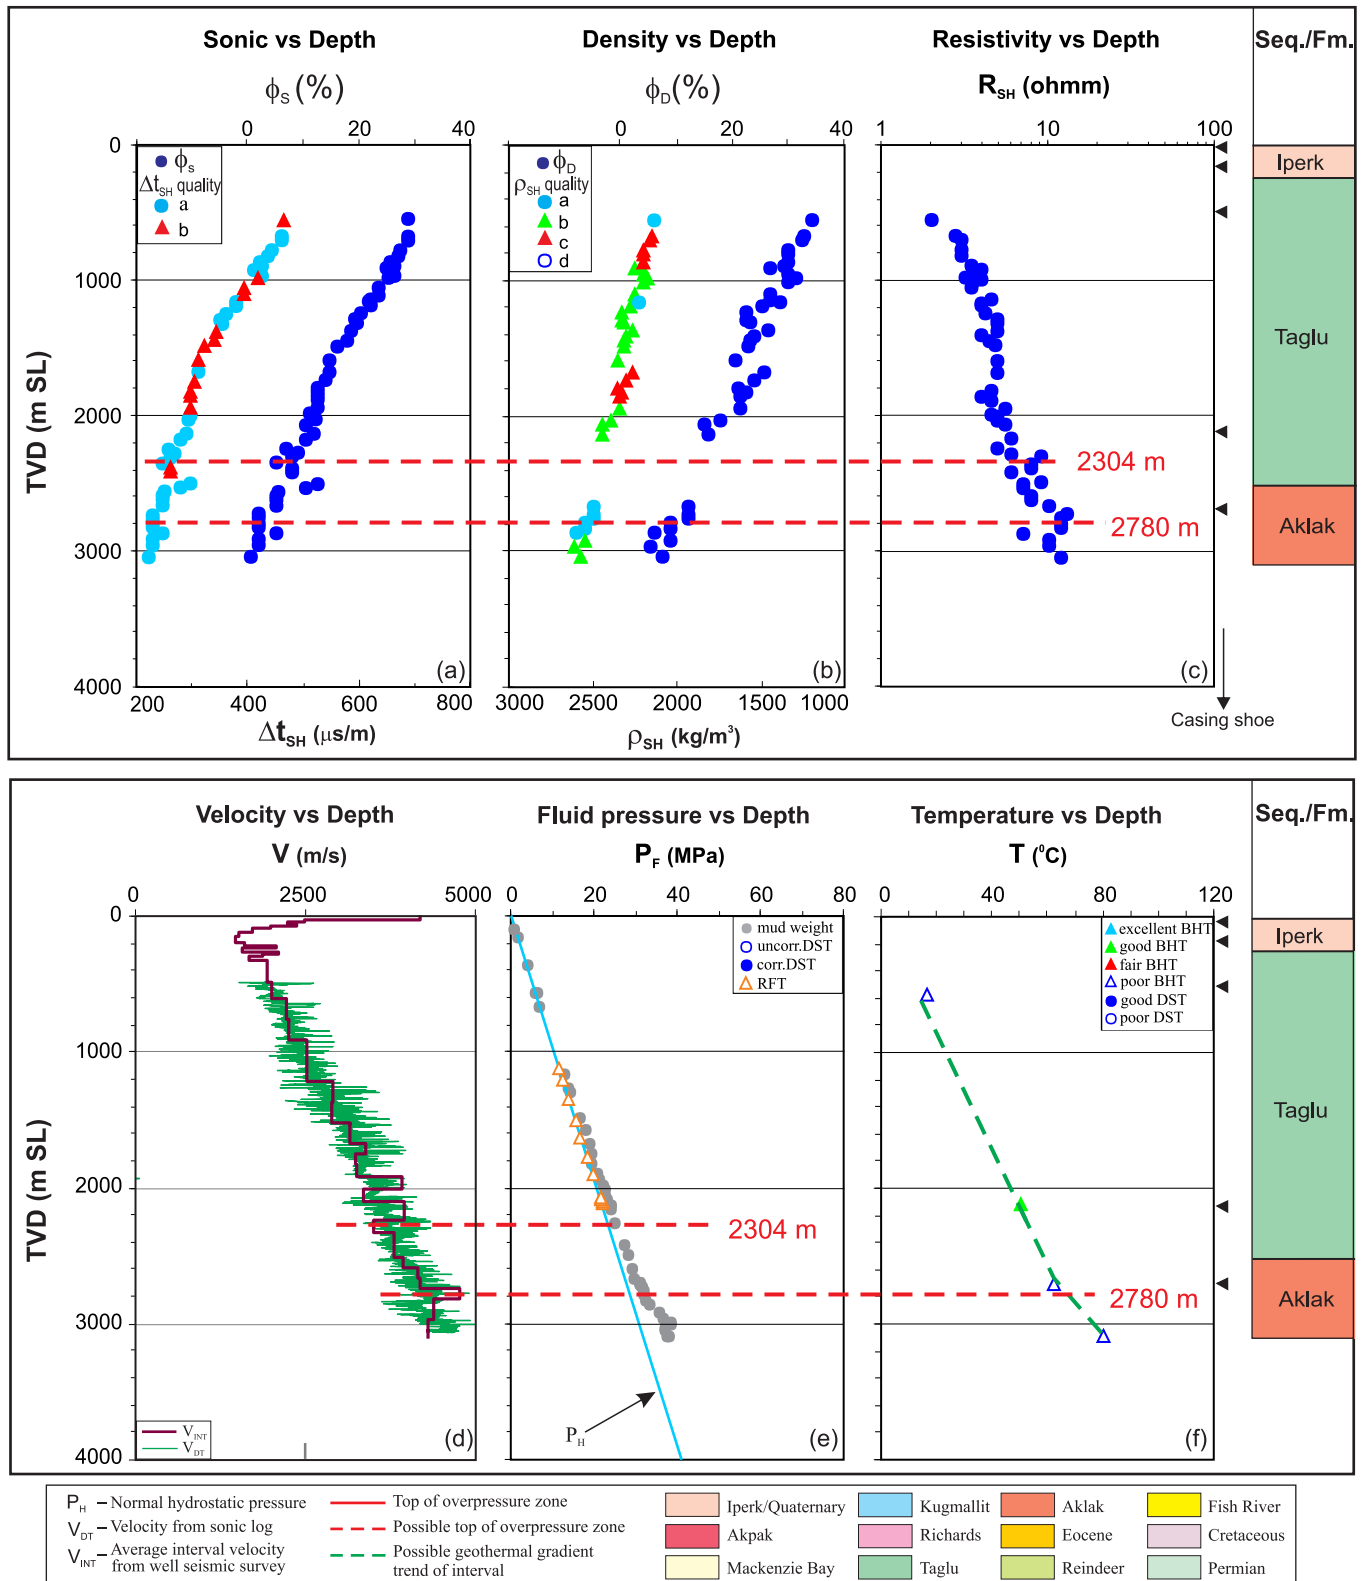 Sonic vs Depth
Density vs Depth
Resistivity vs Depth
Seq./Fm.
ϕS (%)
ϕD(%)
RSH (ohmm)
0 20 40
0 20 40
1 10 100
0
1000
2000
3000
4000
TVD (m SL)
ϕs
ΔtSH quality
a
b
ϕD
ρSH quality
a
b
c
d
Iperk
Taglu
Aklak
2304 m
2780 m
(a)
(b)
(c)
200 400 600 800
3000 2500 2000 1000
ΔtSH (μs/m)
ρSH (kg/m³)
Casing shoe
Velocity vs Depth
Fluid pressure vs Depth
Temperature vs Depth
Seq./Fm.
V (m/s)
PF (MPa)
T (⁰C)
0 2500 5000
0 20 40 60 80
0 40 80 120
0
1000
2000
3000
4000
TVD (m SL)
mud weight
uncorr.DST
corr.DST
RFT
excellent BHT
good BHT
fair BHT
poor BHT
good DST
poor DST
Iperk
Taglu
Aklak
2304 m
2780 m
PH
VINT
VDT
(d)
(e)
(f)
PH – Normal hydrostatic pressure
VDT – Velocity from sonic log
VINT – Average interval velocity
from well seismic survey
Top of overpressure zone
Possible top of overpressure zone
Possible geothermal gradient
trend of interval
Iperk/Quaternary
Kugmallit
Aklak
Fish River
Akpak
Richards
Eocene
Cretaceous
Mackenzie Bay
Taglu
Reindeer
Permian